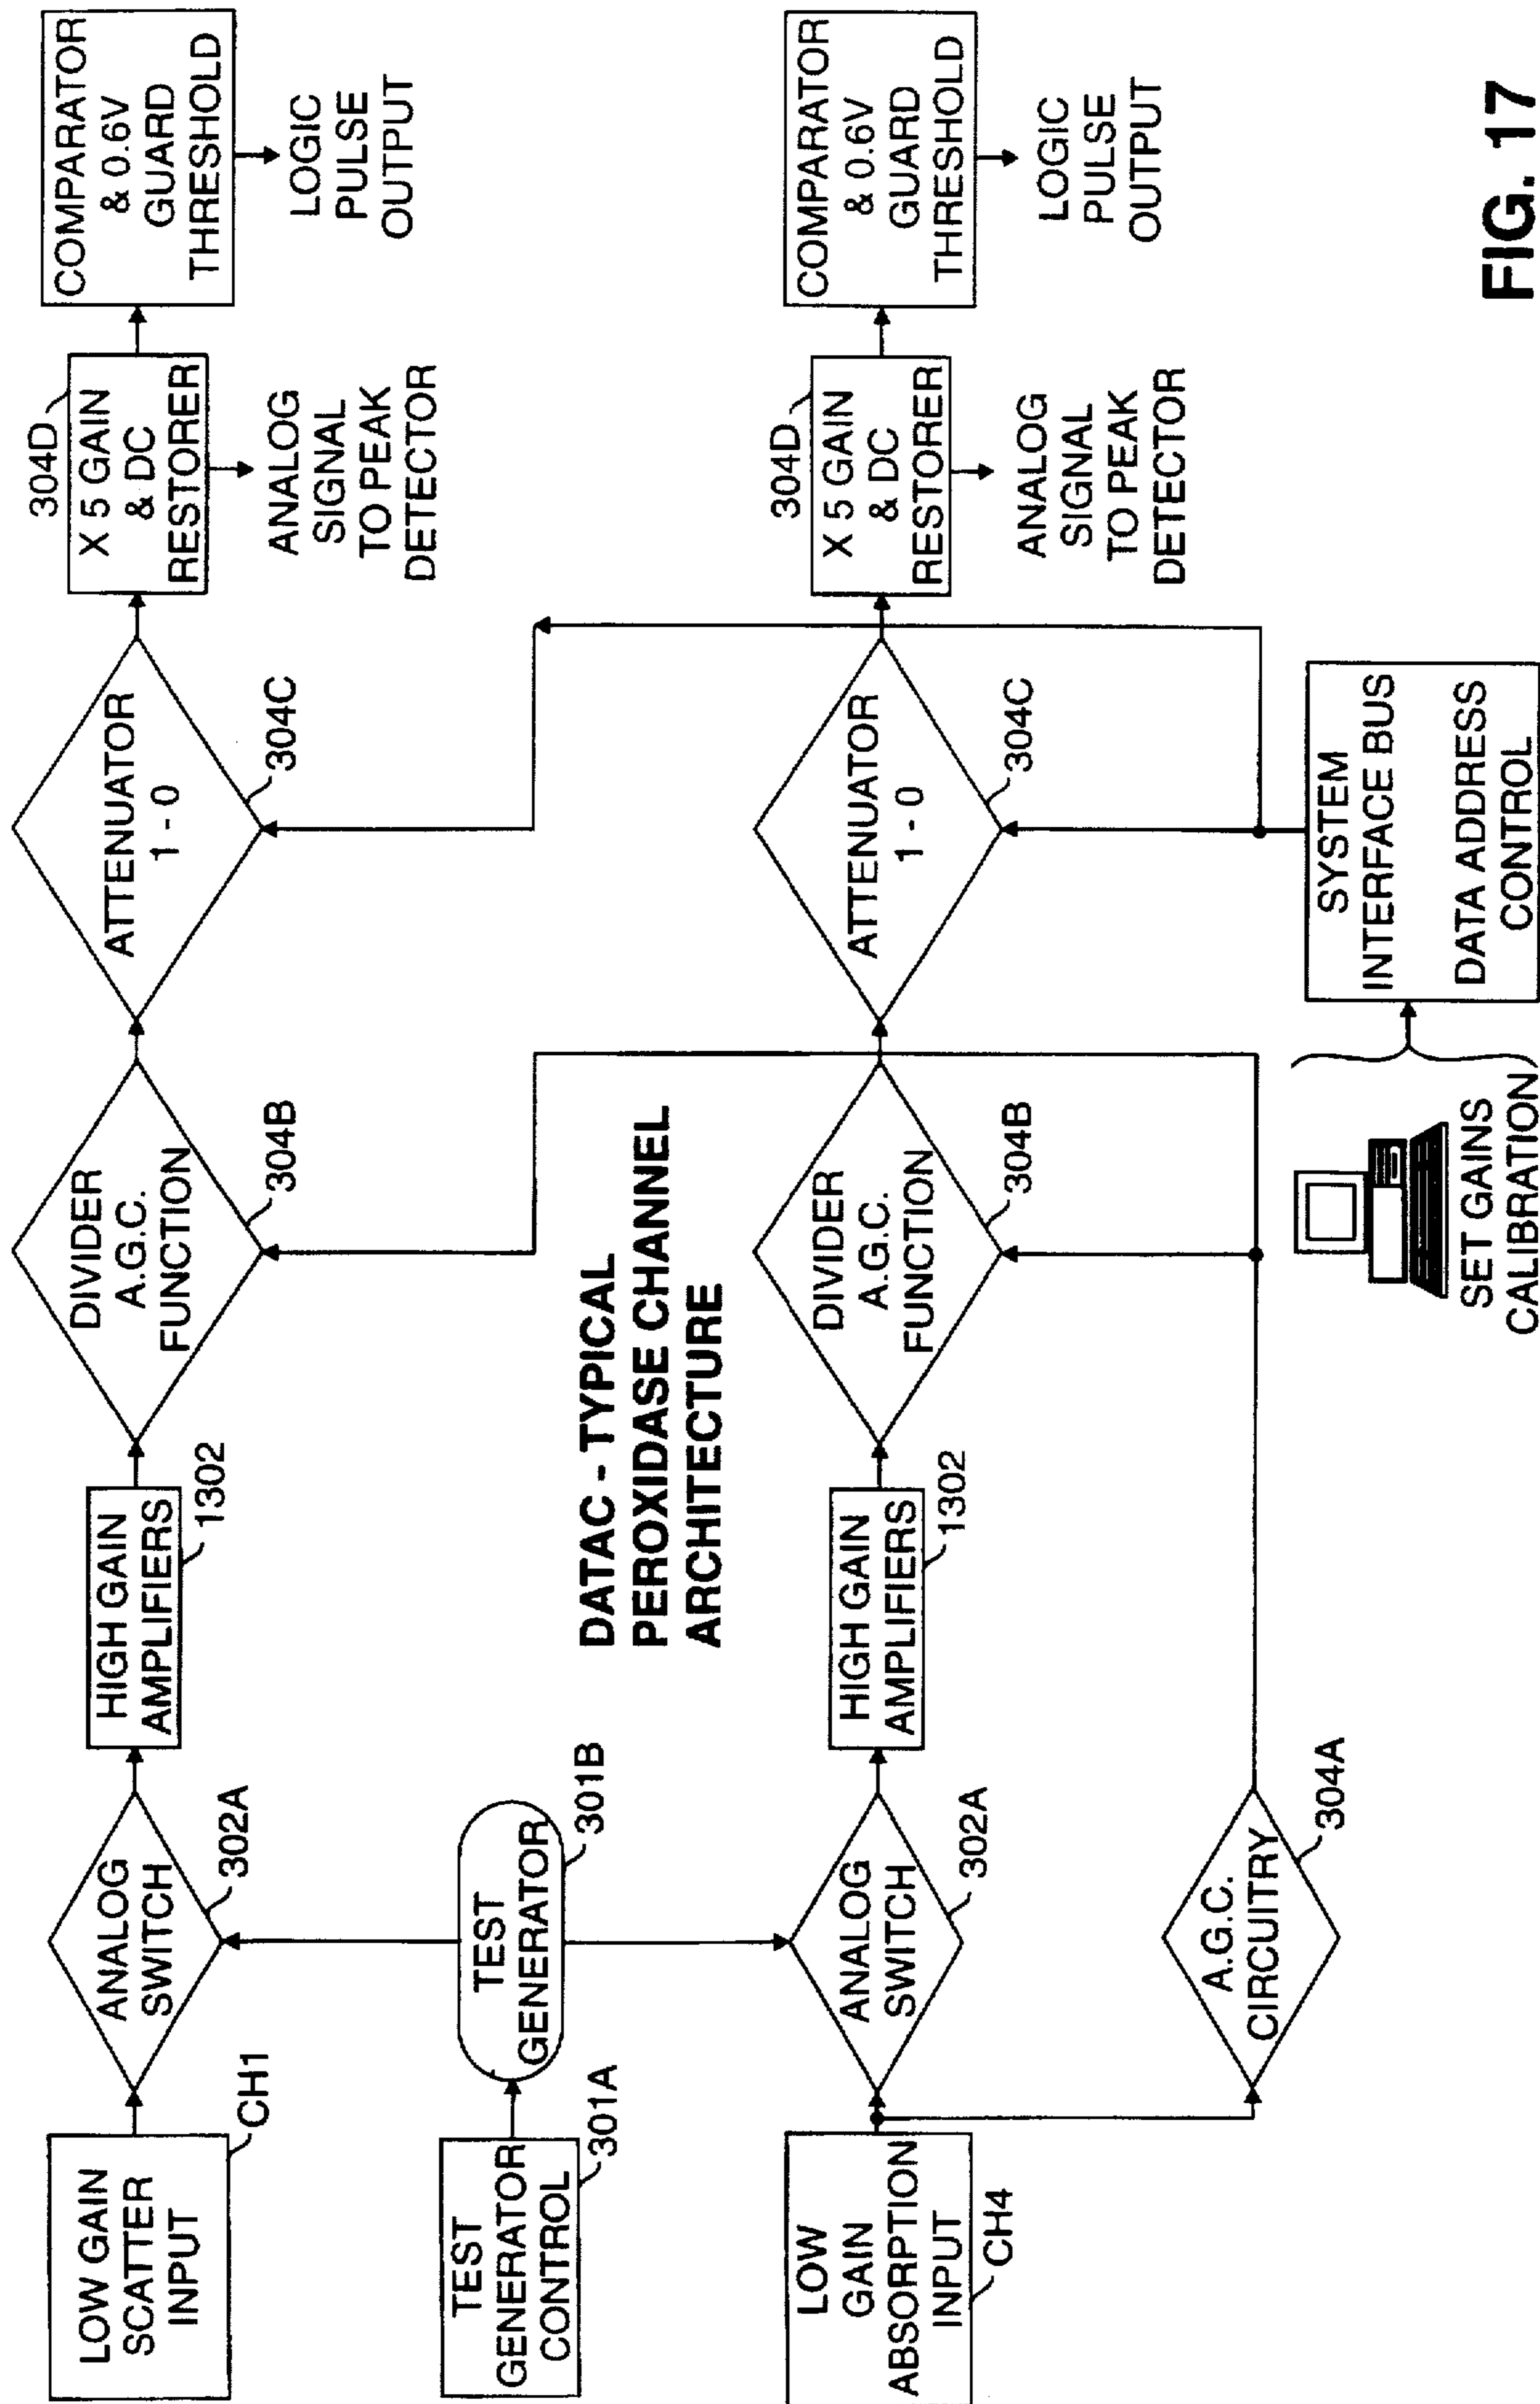 LOW GAIN
SCATTER
INPUT
CH1
ANALOG
SWITCH
302A
HIGH GAIN
AMPLIFIERS
1302
DIVIDER
A.G.C.
FUNCTION
304B
ATTENUATOR
1 - 0
304C
304D
X 5 GAIN
& DC
RESTORER
ANALOG
SIGNAL
TO PEAK
DETECTOR
COMPARATOR
& 0.6V
GUARD
THRESHOLD
LOGIC
PULSE
OUTPUT
TEST
GENERATOR
CONTROL
301A
TEST
GENERATOR
301B
DATAC - TYPICAL
PEROXIDASE CHANNEL
ARCHITECTURE
LOW
GAIN
ABSORPTION
INPUT
CH4
ANALOG
SWITCH
302A
HIGH GAIN
AMPLIFIERS
1302
DIVIDER
A.G.C.
FUNCTION
304B
ATTENUATOR
1 - 0
304C
304D
X 5 GAIN
& DC
RESTORER
ANALOG
SIGNAL
TO PEAK
DETECTOR
COMPARATOR
& 0.6V
GUARD
THRESHOLD
LOGIC
PULSE
OUTPUT
A.G.C.
CIRCUITRY
304A
SET GAINS
CALIBRATION
SYSTEM
INTERFACE BUS
DATA ADDRESS
CONTROL
FIG. 17